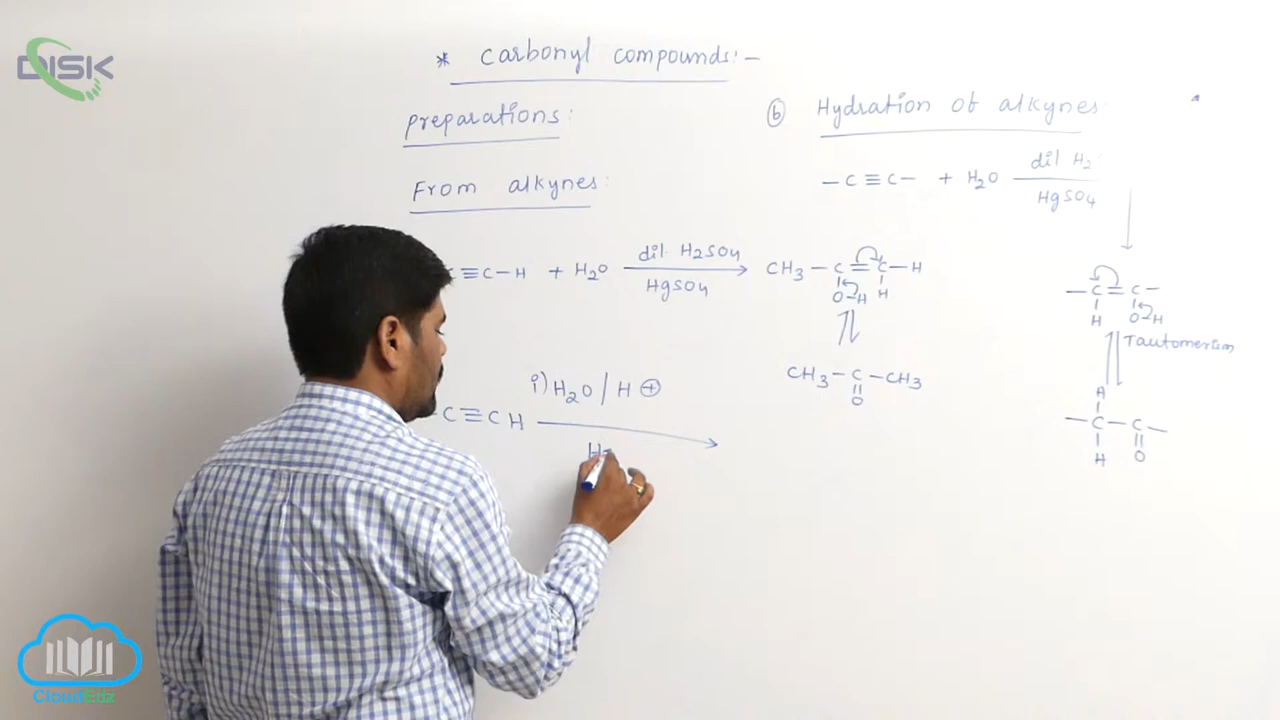 DISK
* Carbonyl compounds:-
preparations:
From alkynes:
≡C-H + H2O dil. H2SO4 HgSO4 CH3-C=C-H
O-H H
CH3-C-CH3
O
i) H2O / H⊕
-C≡CH
(b) Hydration of alkynes
-C≡C- + H2O dil H2 HgSO4
-C=C-
H O-H
Tautomerism
H
-C-C-
H O
CloudEdz